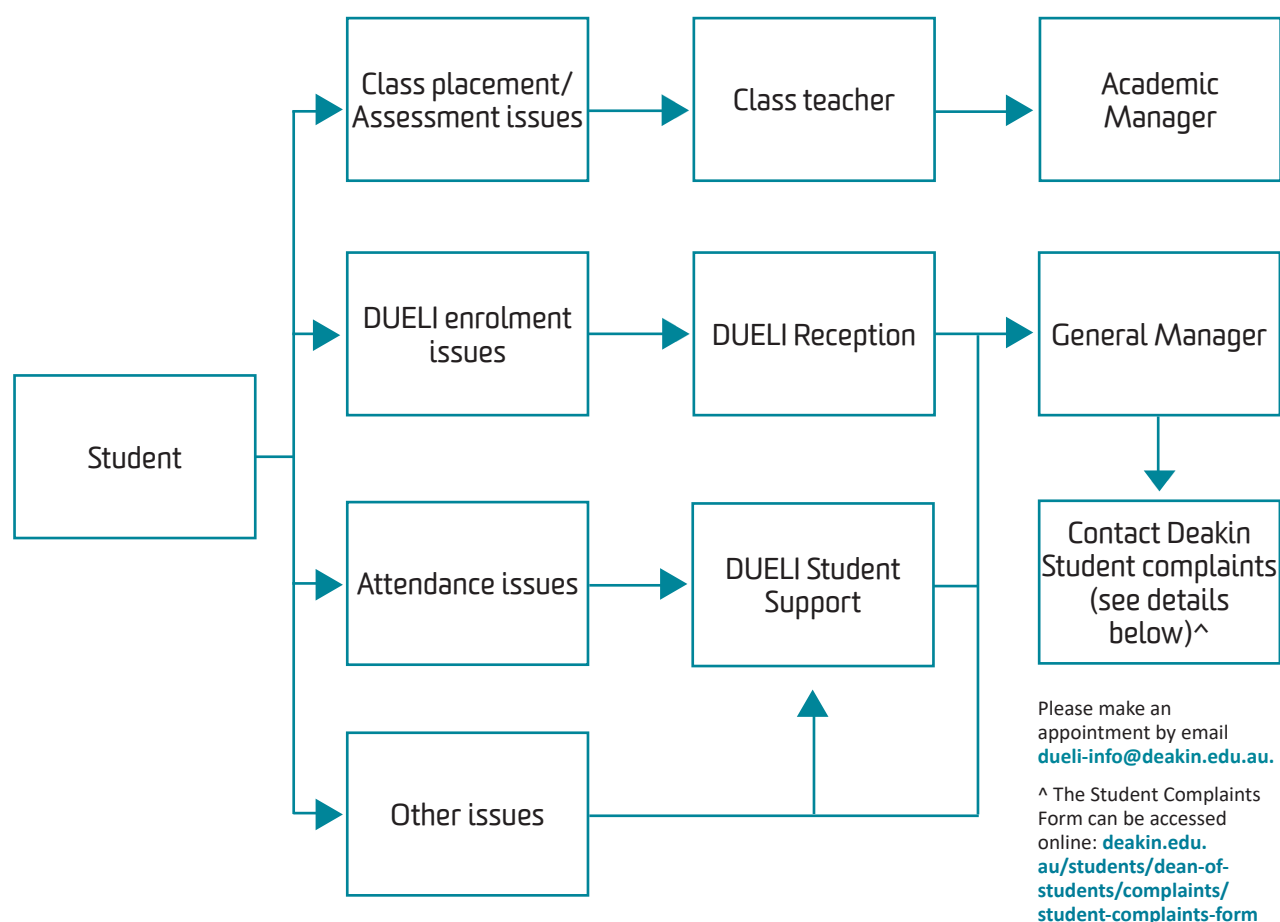 Class placement/
Assessment issues
Class teacher
Academic
Manager
DUELI enrolment
issues
DUELI Reception
General Manager
Student
Attendance issues
DUELI Student
Support
Contact Deakin
Student complaints
(see details
below)^
Other issues
Please make an
appointment by email
dueli-info@deakin.edu.au.
^ The Student Complaints
Form can be accessed
online: deakin.edu.
au/students/dean-of-
students/complaints/
student-complaints-form